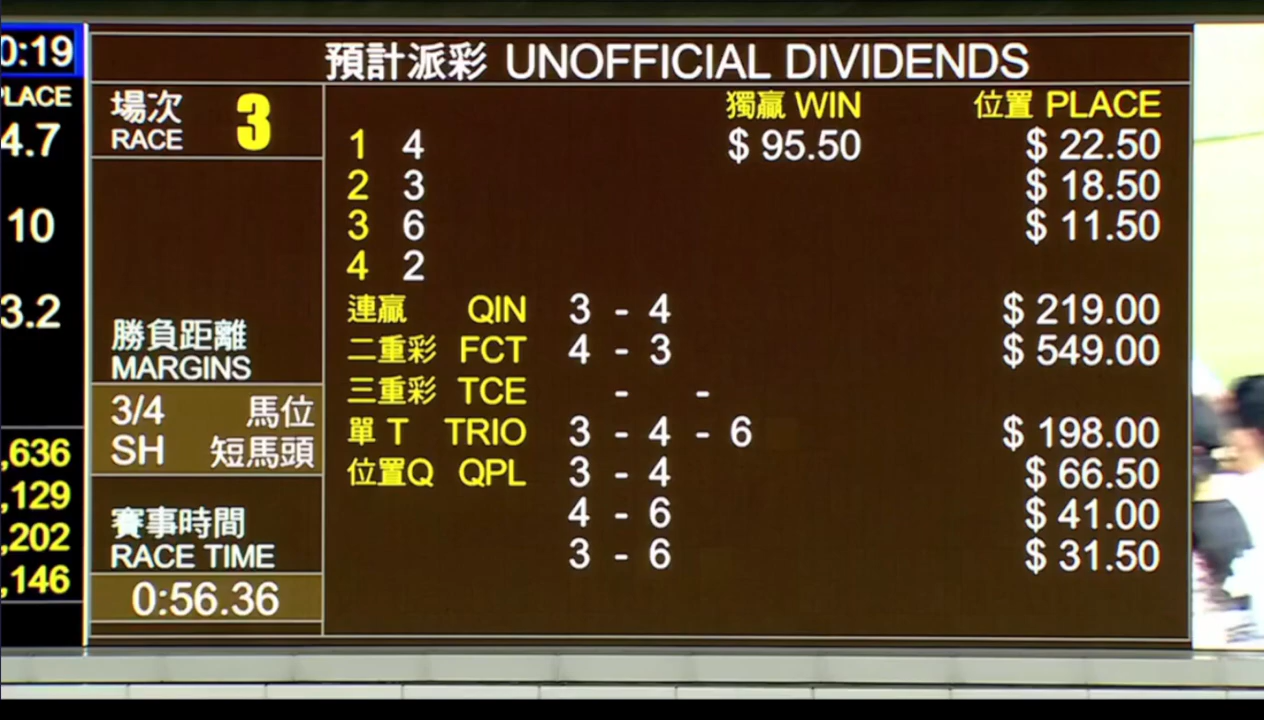 0:19
預計派彩 UNOFFICIAL DIVIDENDS
PLACE
4.7
10
3.2
,636
,129
,202
,146
場次
RACE 3
勝負距離
MARGINS
3/4 馬位
SH 短馬頭
賽事時間
RACE TIME
0:56.36
獨贏 WIN 位置 PLACE
1 4 $ 95.50 $ 22.50
2 3 $ 18.50
3 6 $ 11.50
4 2
連贏 QIN 3 - 4 $ 219.00
二重彩 FCT 4 - 3 $ 549.00
三重彩 TCE - -
單T TRIO 3 - 4 - 6 $ 198.00
位置Q QPL 3 - 4 $ 66.50
4 - 6 $ 41.00
3 - 6 $ 31.50